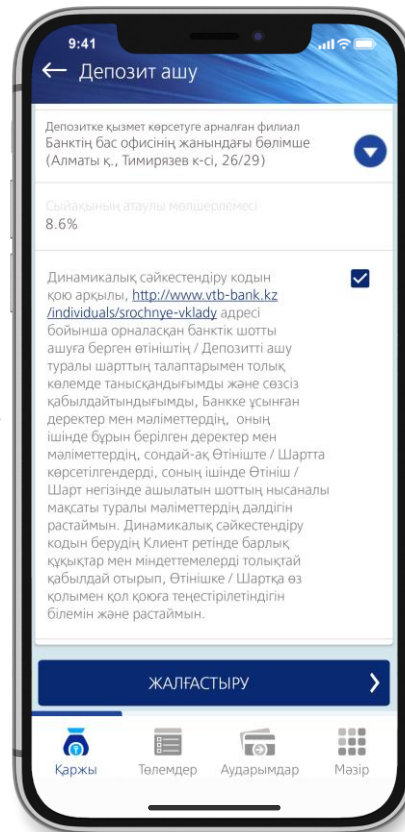 9:41
Депозит ашу
Депозитке қызмет көрсетуге арналған филиал
Банктің бас офисінің жанындағы бөлімше
(Алматы қ., Тимирязев к-сі, 26/29)
Сыйақының атаулы мөлшерлемесі
8.6%
Динамикалық сәйкестендіру кодын
қою арқылы, http://www.vtb-bank.kz
/individuals/srochnye-vklady адресі
бойынша орналасқан банктік шотты
ашуға берген өтініштің / Депозитті ашу
туралы шарттың талаптарымен толық
көлемде танысқандығымды және сөзсіз
қабылдайтындығымды, Банкке ұсынған
деректер мен мәліметтердің, оның
ішінде бұрын берілген деректер мен
мәліметтердің, сондай-ақ Өтініште / Шартта
көрсетілгендерді, соның ішінде Өтініш /
Шарт негізінде ашылатын шоттың нысаналы
мақсаты туралы мәліметтердің дәлдігін
растаймын. Динамикалық сәйкестендіру
кодын берудің Клиент ретінде барлық
құқықтар мен міндеттемелерді толықтай
қабылдай отырып, Өтінішке / Шартқа өз
қолымен қол қоюға теңестірілетіндігін
білемін және растаймын.
ЖАЛҒАСТЫРУ
Қаржы Төлемдер Аударымдар Мәзір